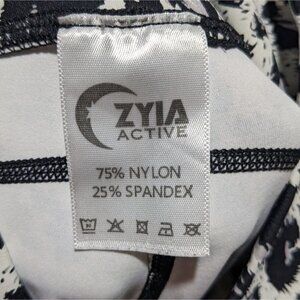 ZYIA
ACTIVE
75% NYLON
25% SPANDEX